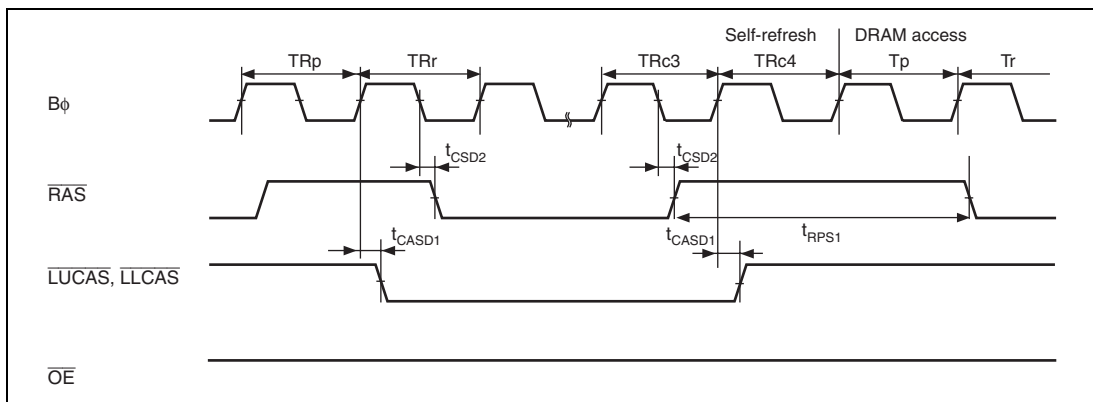 Self-refresh DRAM access
TRp TRr TRc3 TRc4 Tp Tr
Bϕ
tCSD2 tCSD2
RAS
tCASD1 tCASD1 tRPS1
LUCAS, LLCAS
OE